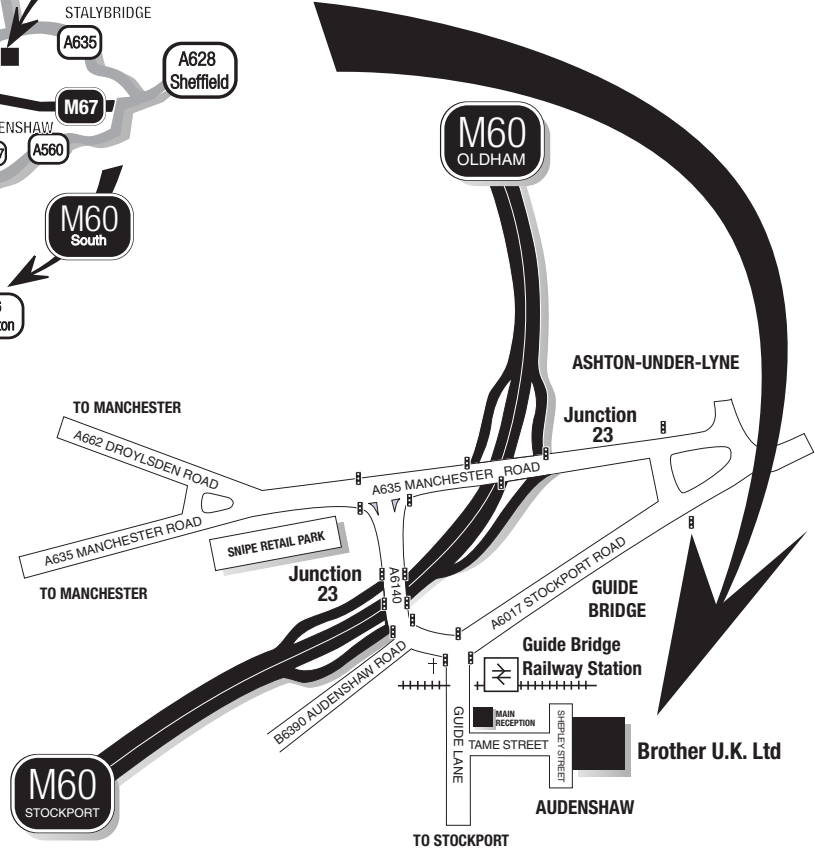 STALYBRIDGE
A635
A628
Sheffield
M67
ENSHAW
A560
M60
South
ton
M60
OLDHAM
ASHTON-UNDER-LYNE
Junction
23
TO MANCHESTER
A662 DROYLSDEN ROAD
A635 MANCHESTER ROAD
A635 MANCHESTER ROAD
SNIPE RETAIL PARK
TO MANCHESTER
Junction
23
A6140
A6017 STOCKPORT ROAD
GUIDE
BRIDGE
B6390 AUDENSHAW ROAD
Guide Bridge
Railway Station
MAIN
RECEPTION
GUIDE LANE
TAME STREET
SHEPLEY STREET
Brother U.K. Ltd
M60
STOCKPORT
AUDENSHAW
TO STOCKPORT